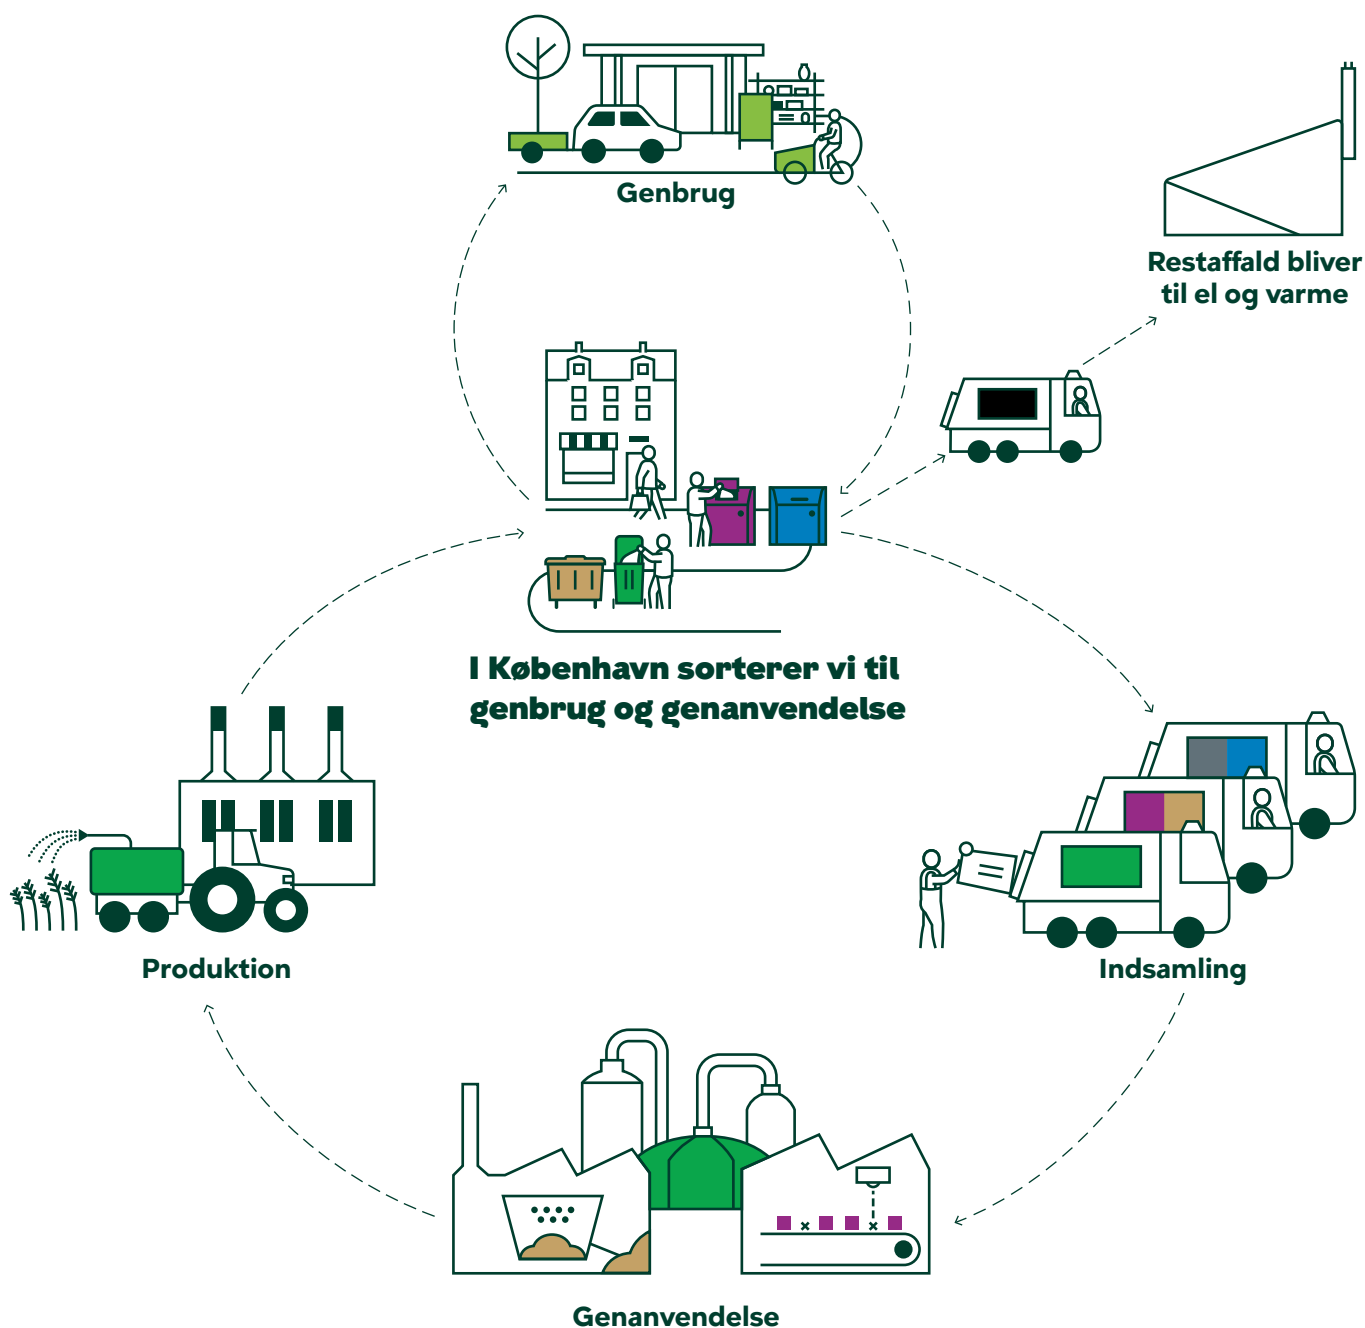 Genbrug
Restaffald bliver
til el og varme
I København sorterer vi til
genbrug og genanvendelse
Produktion
Indsamling
Genanvendelse